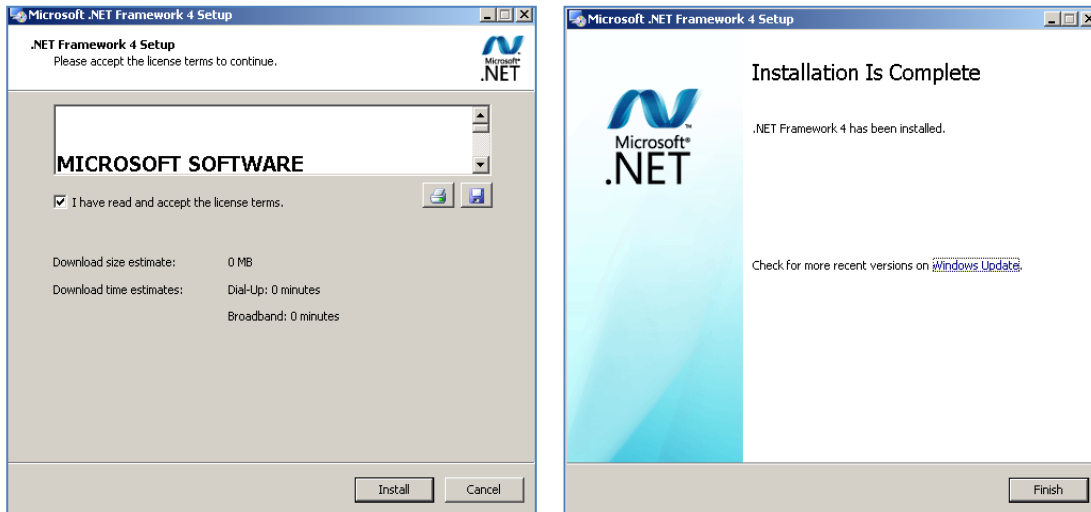 Microsoft .NET Framework 4 Setup
.NET Framework 4 Setup
Please accept the license terms to continue.
Microsoft®
.NET
MICROSOFT SOFTWARE
I have read and accept the license terms.
Download size estimate: 0 MB
Download time estimates: Dial-Up: 0 minutes
Broadband: 0 minutes
Install Cancel
Microsoft .NET Framework 4 Setup
Installation Is Complete
Microsoft®
.NET™
.NET Framework 4 has been installed.
Check for more recent versions on Windows Update.
Finish